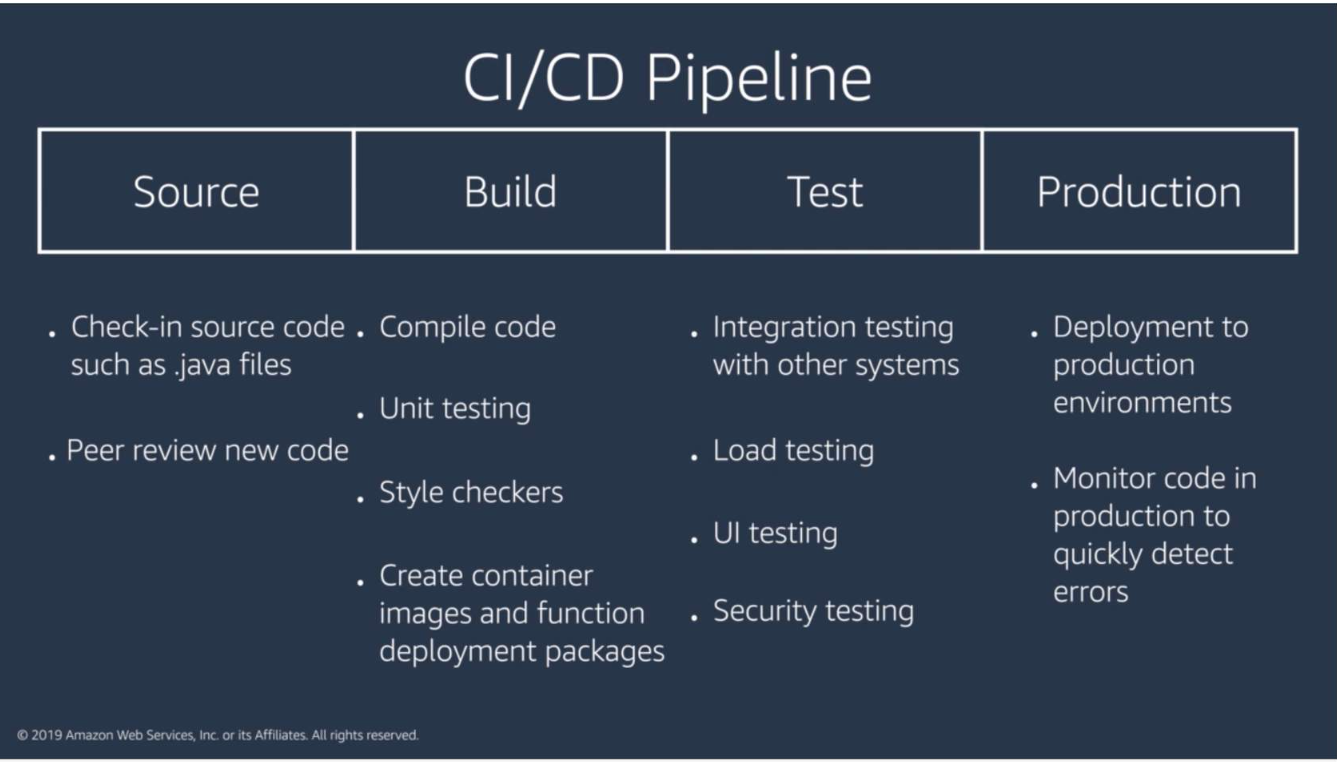 CI/CD Pipeline
Source
Build
Test
Production
. Check-in source code
such as .java files
. Peer review new code
. Compile code
. Unit testing
. Style checkers
. Create container
images and function
deployment packages
. Integration testing
with other systems
. Load testing
. UI testing
. Security testing
. Deployment to
production
environments
. Monitor code in
production to
quickly detect
errors
© 2019 Amazon Web Services, Inc. or its Affiliates. All rights reserved.